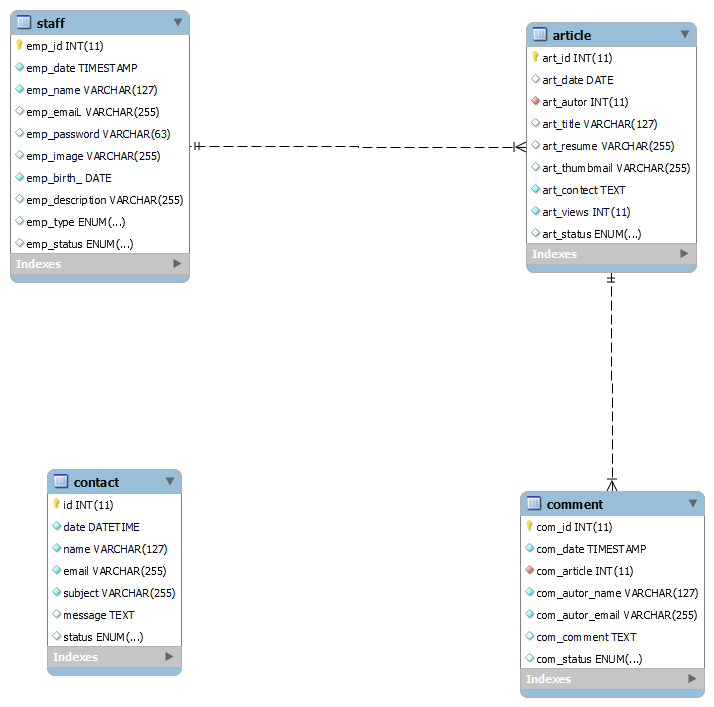 staff
emp_id INT(11)
emp_date TIMESTAMP
emp_name VARCHAR(127)
emp_emaiL VARCHAR(255)
emp_password VARCHAR(63)
emp_image VARCHAR(255)
emp_birth_ DATE
emp_description VARCHAR(255)
emp_type ENUM(...)
emp_status ENUM(...)
Indexes
article
art_id INT(11)
art_date DATE
art_autor INT(11)
art_title VARCHAR(127)
art_resume VARCHAR(255)
art_thumbmail VARCHAR(255)
art_contect TEXT
art_views INT(11)
art_status ENUM(...)
Indexes
contact
id INT(11)
date DATETIME
name VARCHAR(127)
email VARCHAR(255)
subject VARCHAR(255)
message TEXT
status ENUM(...)
Indexes
comment
com_id INT(11)
com_date TIMESTAMP
com_article INT(11)
com_autor_name VARCHAR(127)
com_autor_email VARCHAR(255)
com_comment TEXT
com_status ENUM(...)
Indexes